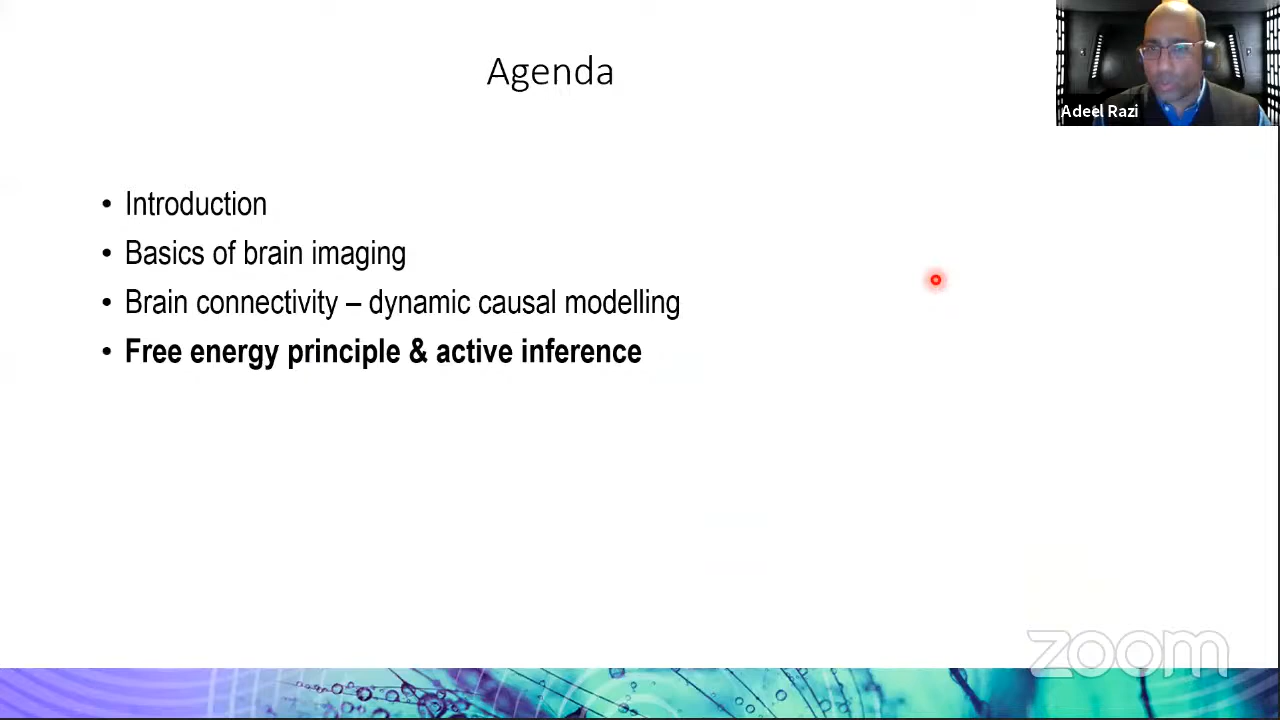 Agenda
Adeel Razi
• Introduction
• Basics of brain imaging
• Brain connectivity – dynamic causal modelling
• Free energy principle & active inference
zoom